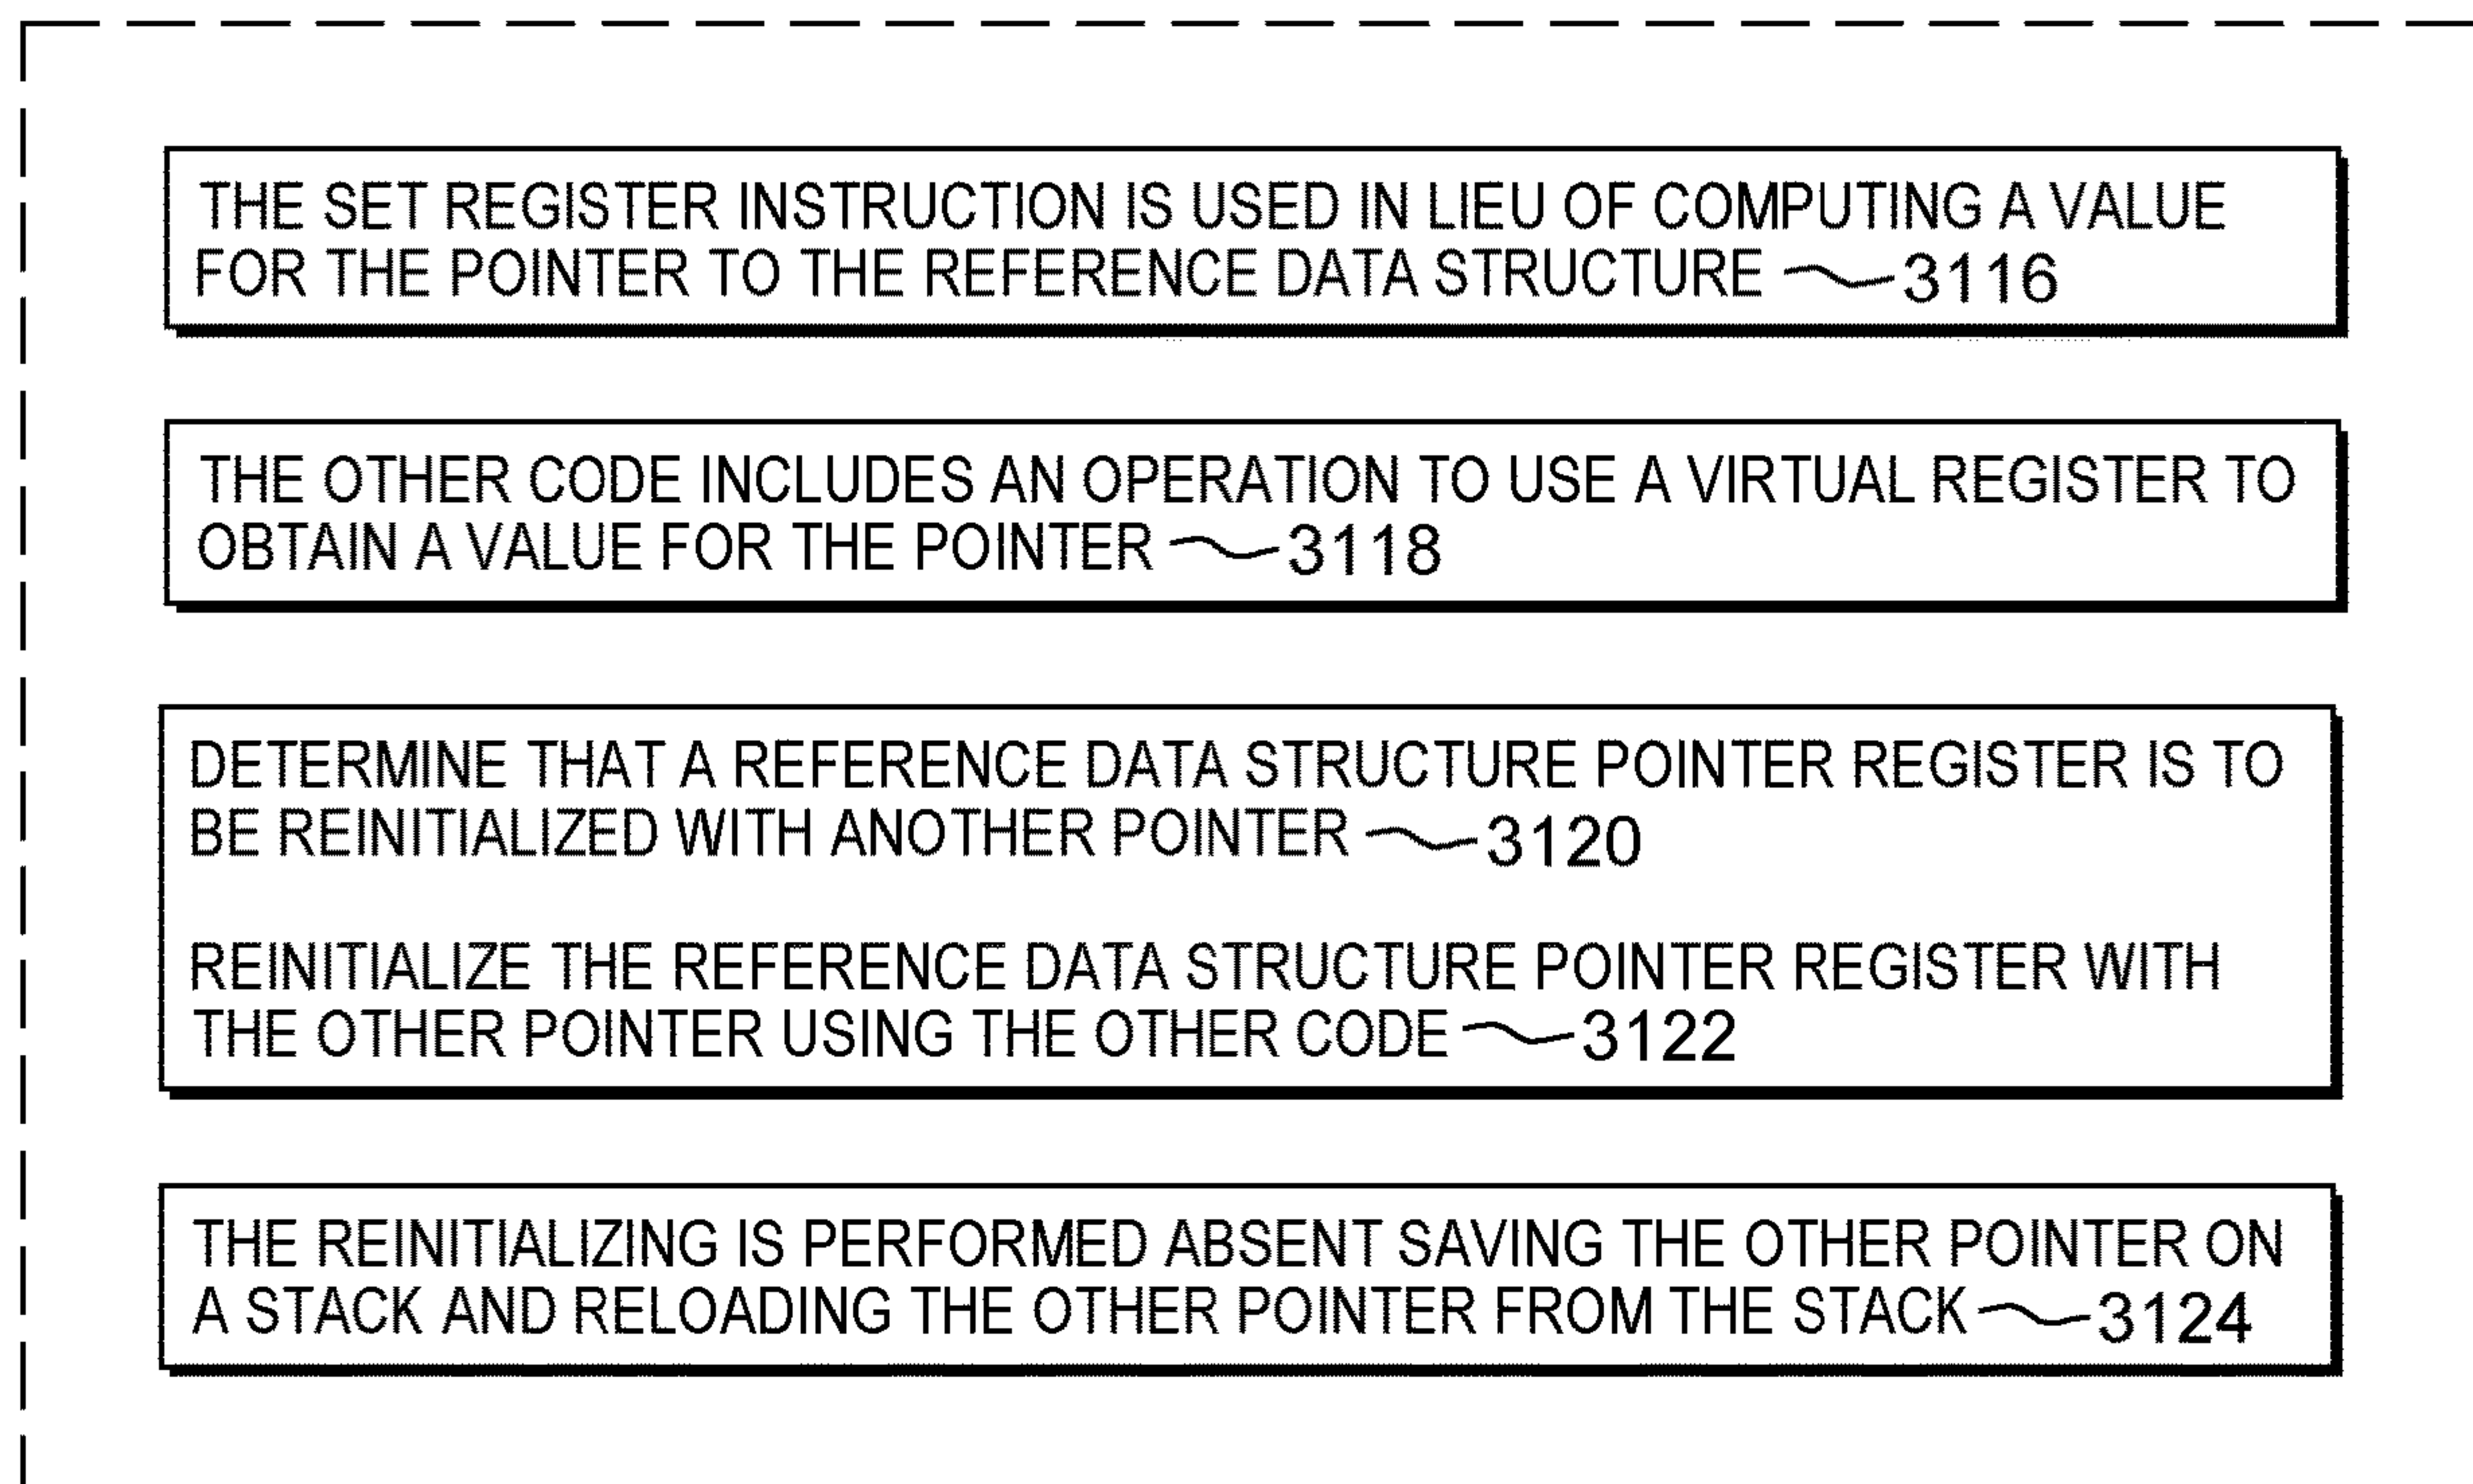 THE SET REGISTER INSTRUCTION IS USED IN LIEU OF COMPUTING A VALUE
FOR THE POINTER TO THE REFERENCE DATA STRUCTURE 3116
THE OTHER CODE INCLUDES AN OPERATION TO USE A VIRTUAL REGISTER TO
OBTAIN A VALUE FOR THE POINTER 3118
DETERMINE THAT A REFERENCE DATA STRUCTURE POINTER REGISTER IS TO
BE REINITIALIZED WITH ANOTHER POINTER 3120
REINITIALIZE THE REFERENCE DATA STRUCTURE POINTER REGISTER WITH
THE OTHER POINTER USING THE OTHER CODE 3122
THE REINITIALIZING IS PERFORMED ABSENT SAVING THE OTHER POINTER ON
A STACK AND RELOADING THE OTHER POINTER FROM THE STACK 3124